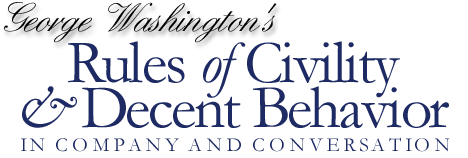 George Washington's
Rules of Civility
& Decent Behavior
IN COMPANY AND CONVERSATION